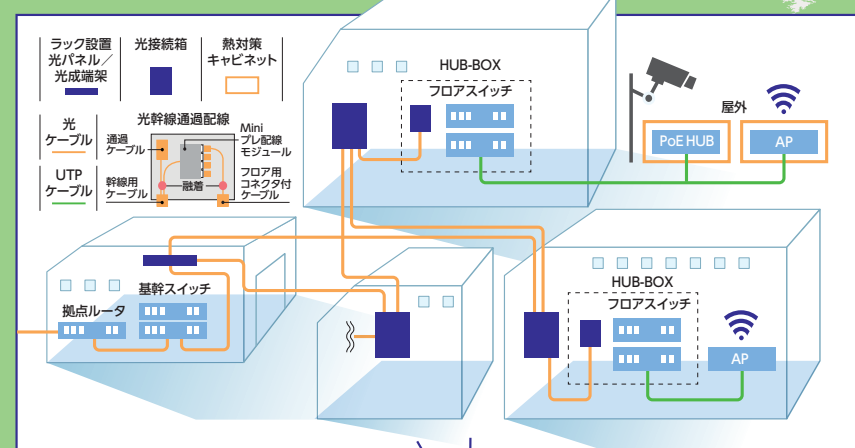 ラック設置
光パネル／
光成端架
光接続箱
熱対策
キャビネット
光
ケーブル
UTP
ケーブル
光幹線通過配線
通過
ケーブル
Mini
プレ配線
モジュール
幹線用
ケーブル
融着
フロア用
コネクタ付
ケーブル
HUB-BOX
フロアスイッチ
屋外
PoE HUB
AP
基幹スイッチ
拠点ルータ
HUB-BOX
フロアスイッチ
AP